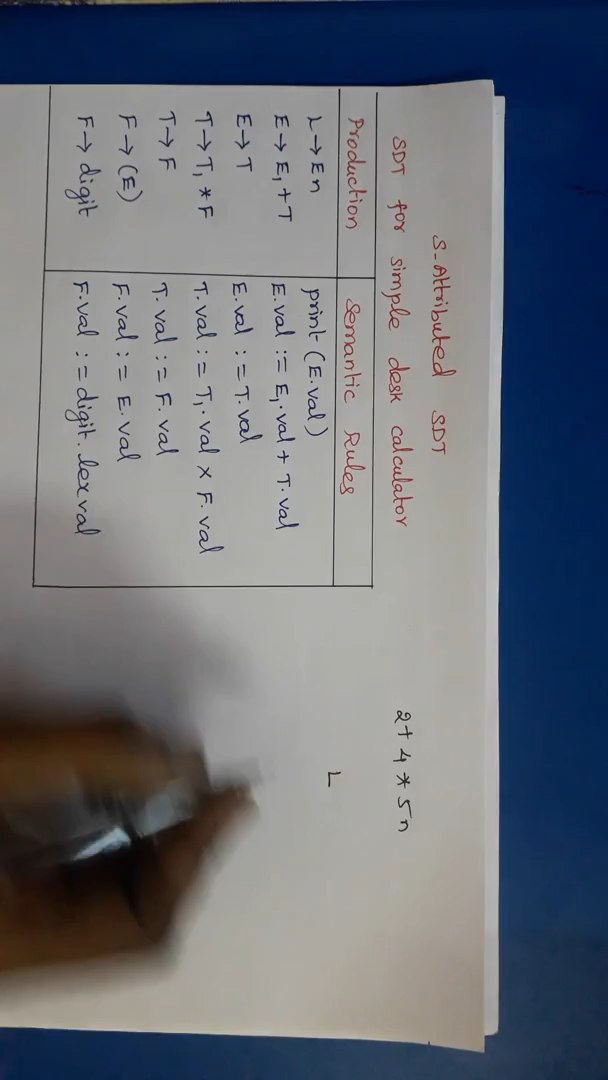 S-Attributed SDT
SDT for simple desk calculator
Production Semantic Rules
L → En print (E.val)
E → E₁ + T E.val := E₁.val + T.val
E → T E.val := T.val
T → T₁ * F T.val := T₁.val × F.val
T → F T.val := F.val
F → (E) F.val := E.val
F → digit F.val := digit.lexval
2 + 4 * 5 n
L